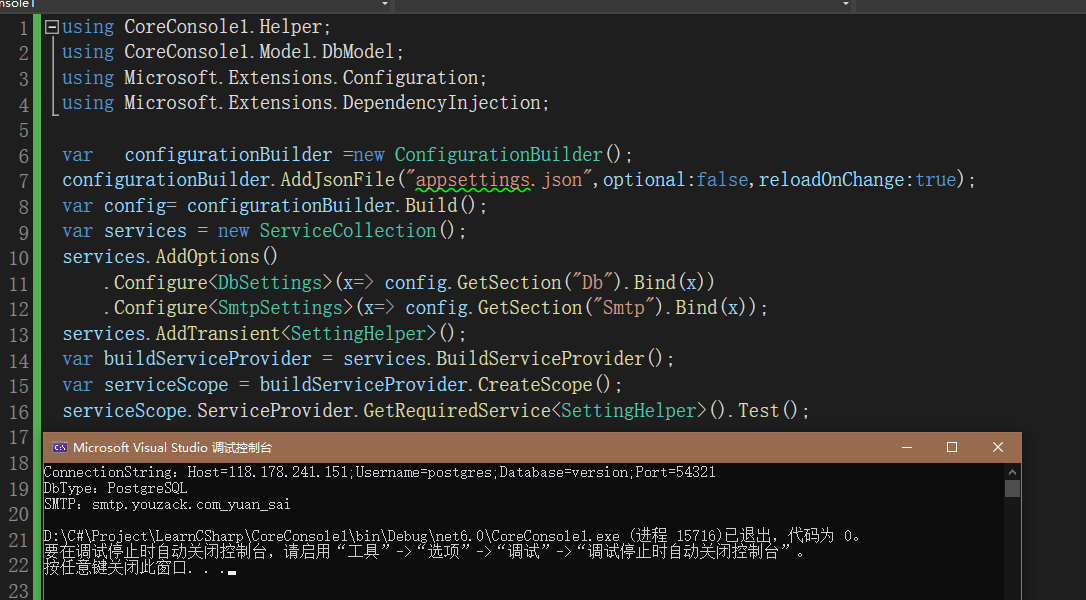 nsole1
1 using CoreConsole1.Helper;
2 using CoreConsole1.Model.DbModel;
3 using Microsoft.Extensions.Configuration;
4 using Microsoft.Extensions.DependencyInjection;
5
6 var   configurationBuilder =new ConfigurationBuilder();
7 configurationBuilder.AddJsonFile("appsettings.json",optional:false,reloadOnChange:true);
8 var config= configurationBuilder.Build();
9 var services = new ServiceCollection();
10 services.AddOptions()
11     .Configure<DbSettings>(x=> config.GetSection("Db").Bind(x))
12     .Configure<SmtpSettings>(x=> config.GetSection("Smtp").Bind(x));
13 services.AddTransient<SettingHelper>();
14 var buildServiceProvider = services.BuildServiceProvider();
15 var serviceScope = buildServiceProvider.CreateScope();
16 serviceScope.ServiceProvider.GetRequiredService<SettingHelper>().Test();
17
18
19
20
21
22
23
Microsoft Visual Studio 调试控制台
ConnectionString: Host=118.178.241.151;Username=postgres;Database=version;Port=54321
DbType: PostgreSQL
SMTP: smtp.youzack.com_yuan_sai
D:\C#\Project\LearnCSharp\CoreConsole1\bin\Debug\net6.0\CoreConsole1.exe (进程 15716)已退出，代码为 0。
要在调试停止时自动关闭控制台，请启用“工具”->“选项”->“调试”->“调试停止时自动关闭控制台”。
按任意键关闭此窗口. . .